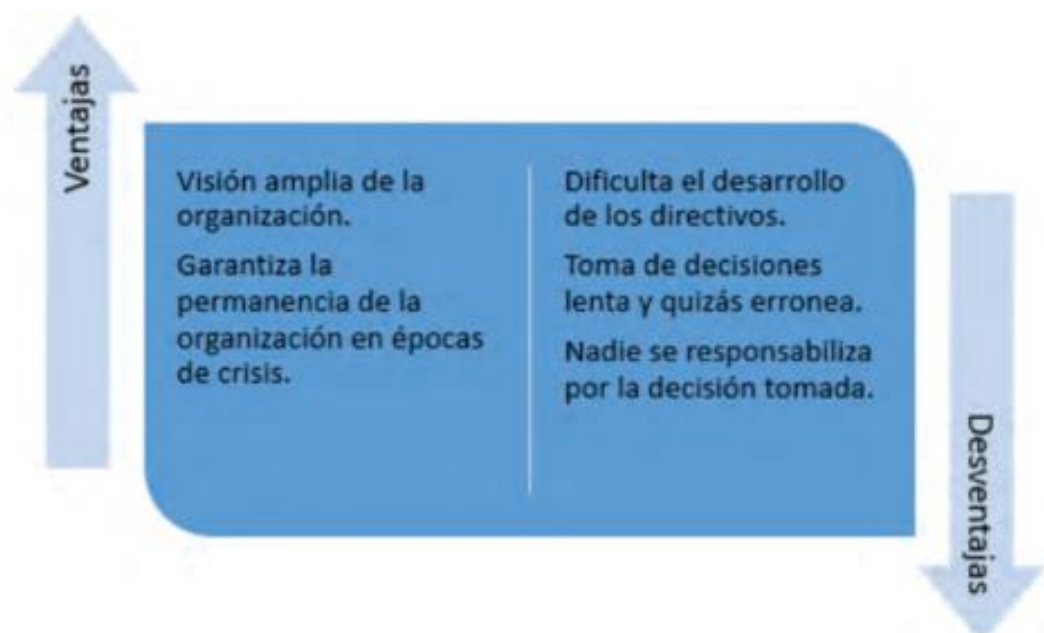 Ventajas
Visión amplia de la
organización.
Garantiza la
permanencia de la
organización en épocas
de crisis.
Dificulta el desarrollo
de los directivos.
Toma de decisiones
lenta y quizás erronea.
Nadie se responsabiliza
por la decisión tomada.
Desventajas